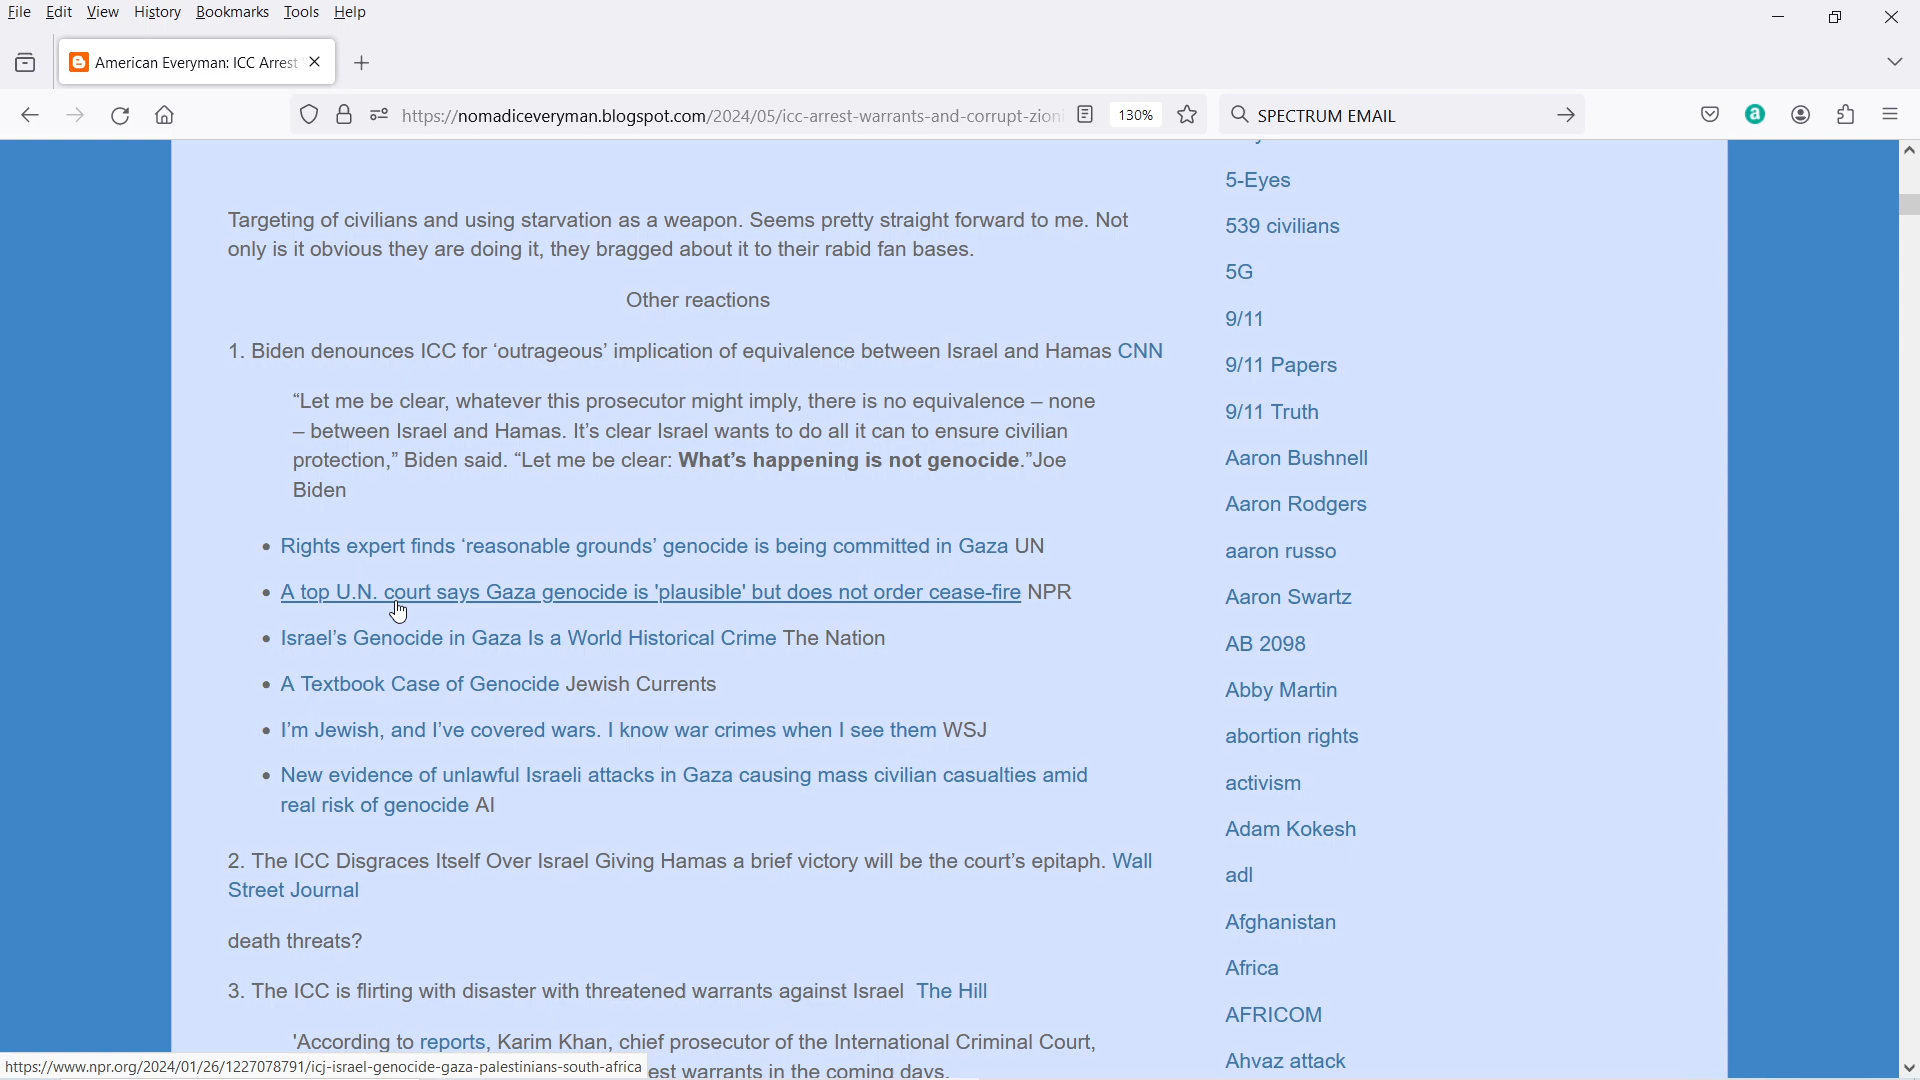 File Edit View History Bookmarks Tools Help
American Everyman: ICC Arrest
https://nomadiceveryman.blogspot.com/2024/05/icc-arrest-warrants-and-corrupt-zioni
130%
SPECTRUM EMAIL
Targeting of civilians and using starvation as a weapon. Seems pretty straight forward to me. Not
only is it obvious they are doing it, they bragged about it to their rabid fan bases.
Other reactions
1. Biden denounces ICC for ‘outrageous’ implication of equivalence between Israel and Hamas CNN
“Let me be clear, whatever this prosecutor might imply, there is no equivalence – none
– between Israel and Hamas. It’s clear Israel wants to do all it can to ensure civilian
protection,” Biden said. “Let me be clear: What’s happening is not genocide.”Joe
Biden
• Rights expert finds ‘reasonable grounds’ genocide is being committed in Gaza UN
• A top U.N. court says Gaza genocide is 'plausible' but does not order cease-fire NPR
• Israel’s Genocide in Gaza Is a World Historical Crime The Nation
• A Textbook Case of Genocide Jewish Currents
• I’m Jewish, and I’ve covered wars. I know war crimes when I see them WSJ
• New evidence of unlawful Israeli attacks in Gaza causing mass civilian casualties amid
real risk of genocide AI
2. The ICC Disgraces Itself Over Israel Giving Hamas a brief victory will be the court’s epitaph. Wall
Street Journal
death threats?
3. The ICC is flirting with disaster with threatened warrants against Israel The Hill
'According to reports, Karim Khan, chief prosecutor of the International Criminal Court,
est warrants in the coming days.
https://www.npr.org/2024/01/26/1227078791/icj-israel-genocide-gaza-palestinians-south-africa
5-Eyes
539 civilians
5G
9/11
9/11 Papers
9/11 Truth
Aaron Bushnell
Aaron Rodgers
aaron russo
Aaron Swartz
AB 2098
Abby Martin
abortion rights
activism
Adam Kokesh
adl
Afghanistan
Africa
AFRICOM
Ahvaz attack